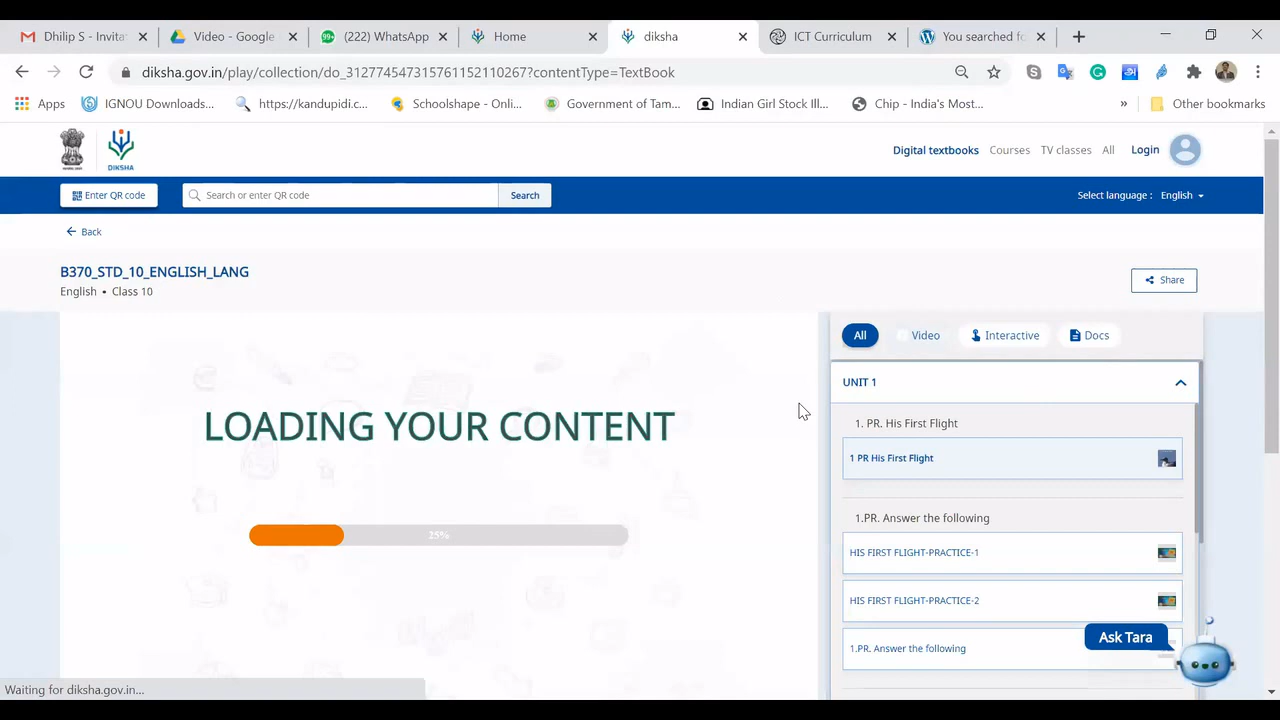 Dhilip S - Invita
Video - Google
(222) WhatsApp
Home
diksha
ICT Curriculum
You searched fo
diksha.gov.in/play/collection/do_31277454731576115211​0267?contentType=TextBook
Apps
IGNOU Downloads...
https://kandupidi.c...
Schoolshape - Onli...
Government of Tam...
Indian Girl Stock Ill...
Chip - India's Most...
»
Other bookmarks
DIKSHA
Digital textbooks
Courses
TV classes
All
Login
Enter QR code
Search or enter QR code
Search
Select language :
English
Back
B370_STD_10_ENGLISH_LANG
English • Class 10
Share
All
Video
Interactive
Docs
LOADING YOUR CONTENT
25%
UNIT 1
1. PR. His First Flight
1 PR His First Flight
1.PR. Answer the following
HIS FIRST FLIGHT-PRACTICE-1
HIS FIRST FLIGHT-PRACTICE-2
1.PR. Answer the following
Ask Tara
Waiting for diksha.gov.in...